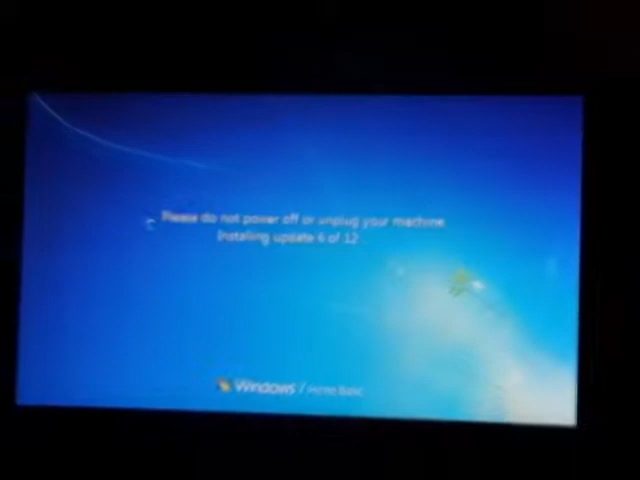 Please do not power off or unplug your machine
Installing update 6 of 12
Windows 7 Home Basic